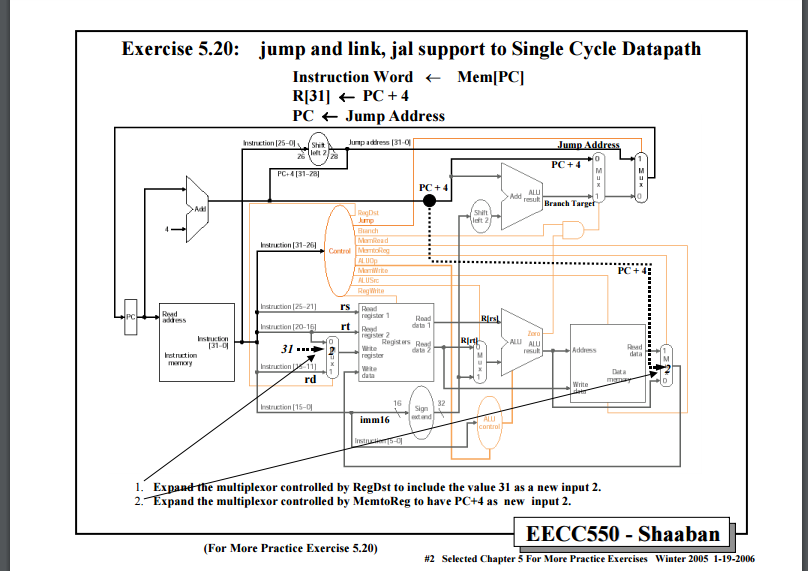 Exercise 5.20: jump and link, jal support to Single Cycle Datapath
Instruction Word ← Mem[PC]
R[31] ← PC + 4
PC ← Jump Address
Instruction [25–0]
Shift
left 2
Jump address [31–0]
26
28
PC+4 [31–28]
Jump Address
PC + 4
0
M
u
x
1
1
M
u
x
0
Add
4
PC + 4
Add
ALU
result
Branch Target
Shift
left 2
RegDst
Jump
Branch
MemRead
MemtoReg
ALUOp
MemWrite
ALUSrc
RegWrite
Instruction [31–26]
Control
PC + 4
PC
Read
address
Instruction
[31–0]
Instruction
memory
Instruction [25–21]
rs
Read
register 1
Read
data 1
R[rs]
Instruction [20–16]
rt
Read
register 2
Registers
Read
data 2
R[rt]
Zero
ALU
ALU
result
31
0
2
u
x
1
Write
register
Write
data
0
M
u
x
1
Address
Read
data
Data
memory
Write
data
1
M
2
0
rd
Instruction [15–0]
imm16
16
Sign
extend
32
ALU
control
Instruction [5–0]
1. Expand the multiplexor controlled by RegDst to include the value 31 as a new input 2.
2. Expand the multiplexor controlled by MemtoReg to have PC+4 as new input 2.
EECC550 - Shaaban
(For More Practice Exercise 5.20)
#2 Selected Chapter 5 For More Practice Exercises Winter 2005 1-19-2006